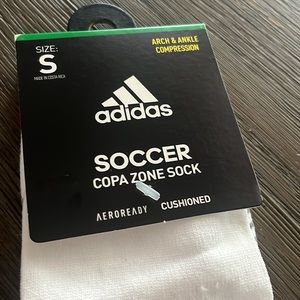 SIZE:
S
MADE IN COSTA RICA
ARCH & ANKLE
COMPRESSION
adidas
SOCCER
COPA ZONE SOCK
AEROREADY CUSHIONED